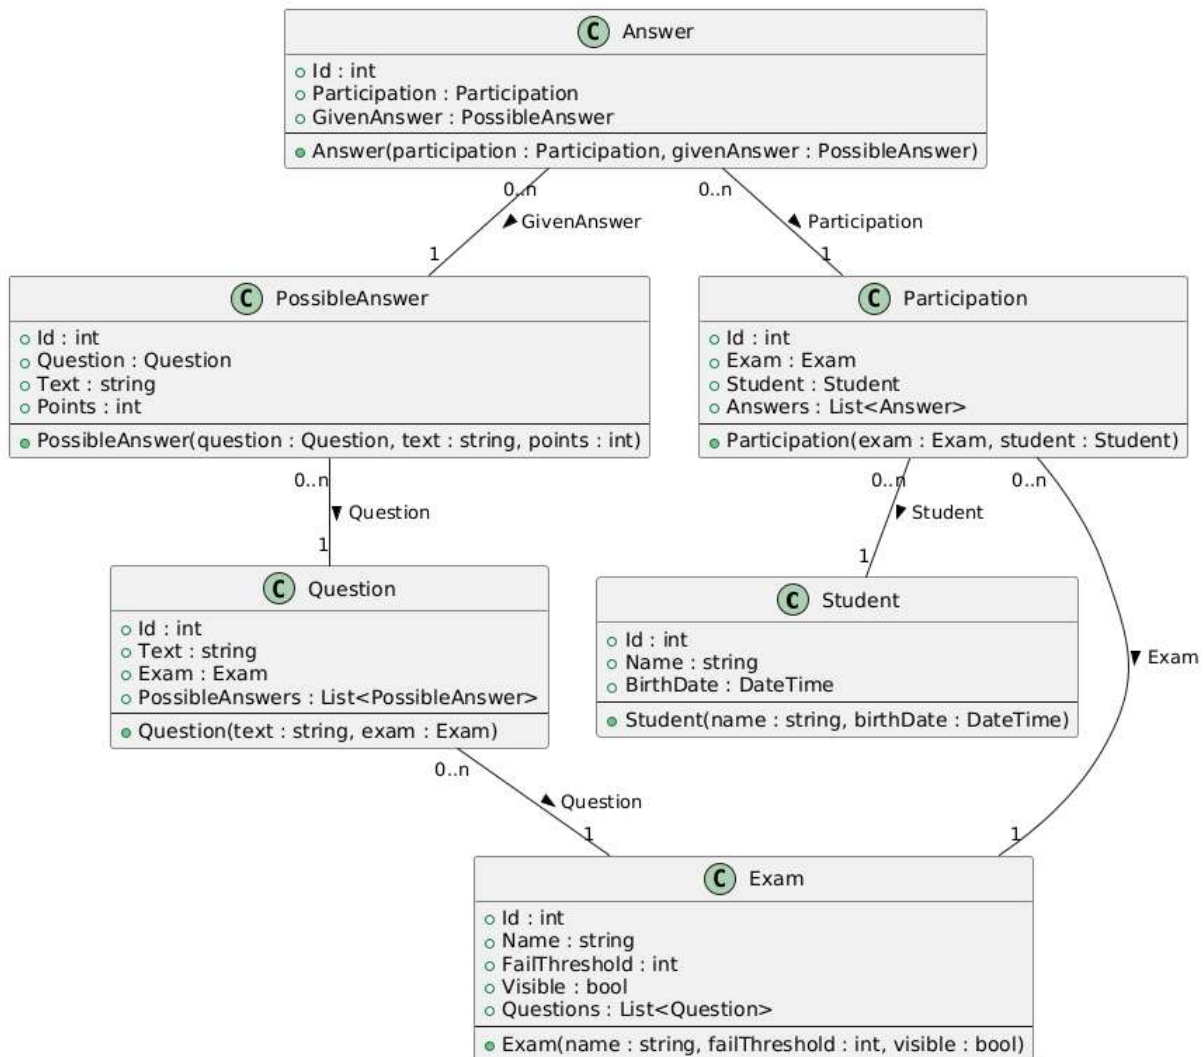 C Answer
Id : int
Participation : Participation
GivenAnswer : PossibleAnswer
Answer(participation : Participation, givenAnswer : PossibleAnswer)
0..n
0..n
GivenAnswer
Participation
1
1
C PossibleAnswer
Id : int
Question : Question
Text : string
Points : int
PossibleAnswer(question : Question, text : string, points : int)
C Participation
Id : int
Exam : Exam
Student : Student
Answers : List<Answer>
Participation(exam : Exam, student : Student)
0..n
0..n
0..n
Question
Student
1
1
C Question
Id : int
Text : string
Exam : Exam
PossibleAnswers : List<PossibleAnswer>
Question(text : string, exam : Exam)
C Student
Id : int
Name : string
BirthDate : DateTime
Student(name : string, birthDate : DateTime)
Exam
0..n
Question
1
1
C Exam
Id : int
Name : string
FailThreshold : int
Visible : bool
Questions : List<Question>
Exam(name : string, failThreshold : int, visible : bool)